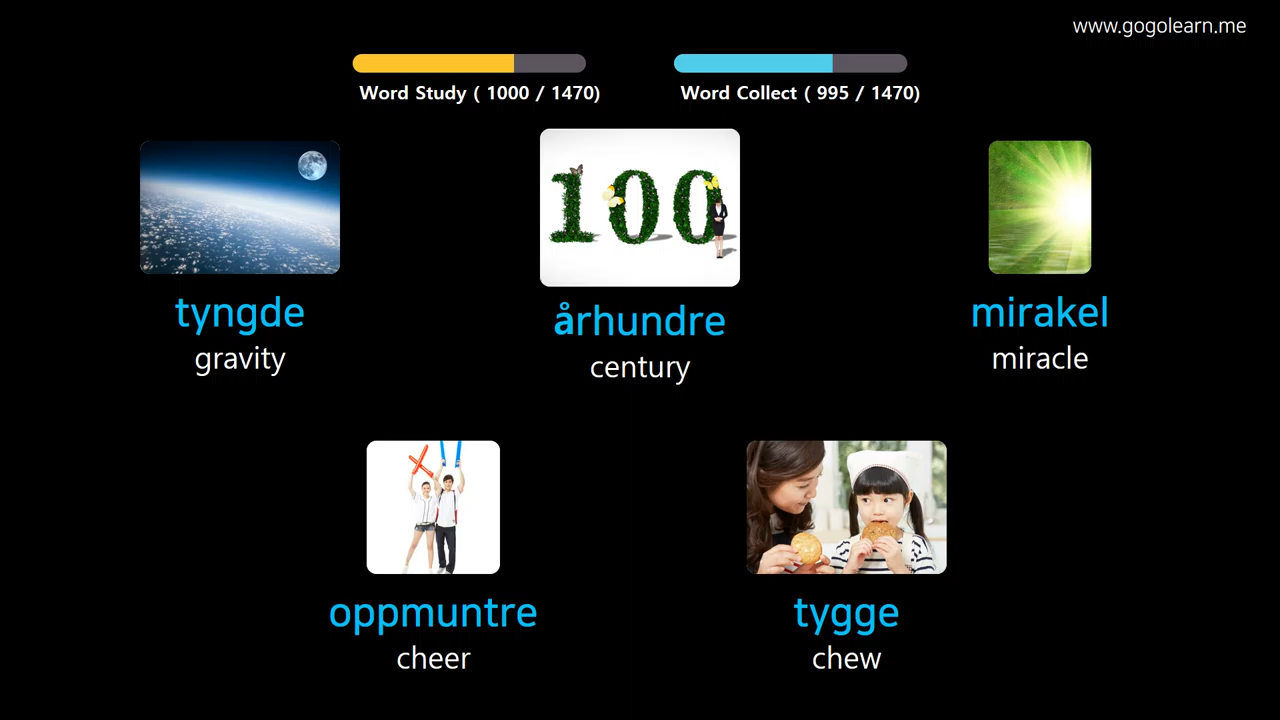 www.gogolearn.me
Word Study ( 1000 / 1470)
Word Collect ( 995 / 1470)
100
tyngde
gravity
århundre
century
mirakel
miracle
oppmuntre
cheer
tygge
chew